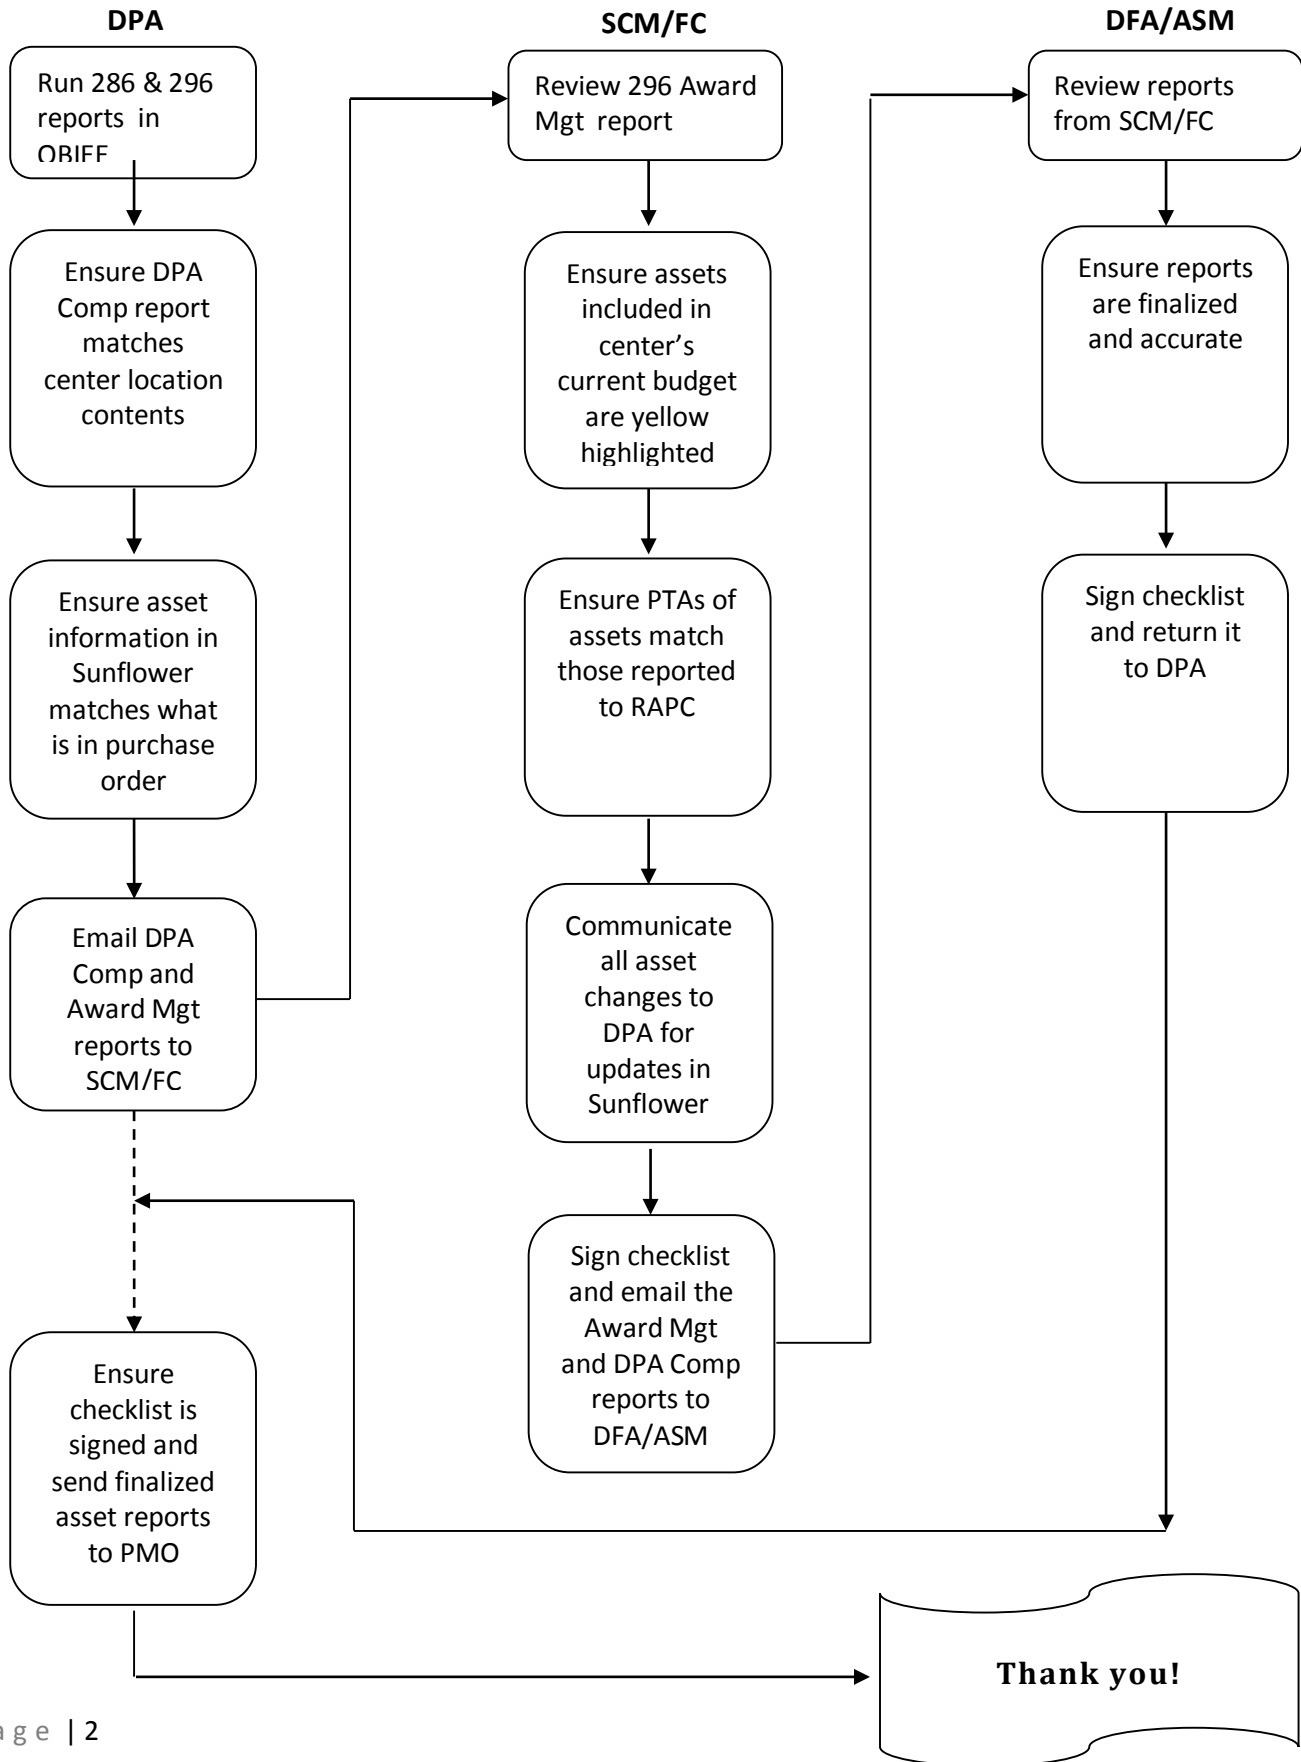 DPA
Run 286 & 296
reports in
OBIEE
Ensure DPA
Comp report
matches
center location
contents
Ensure asset
information in
Sunflower
matches what
is in purchase
order
Email DPA
Comp and
Award Mgt
reports to
SCM/FC
Ensure
checklist is
signed and
send finalized
asset reports
to PMO
SCM/FC
Review 296 Award
Mgt report
Ensure assets
included in
center’s
current budget
are yellow
highlighted
Ensure PTAs of
assets match
those reported
to RAPC
Communicate
all asset
changes to
DPA for
updates in
Sunflower
Sign checklist
and email the
Award Mgt
and DPA Comp
reports to
DFA/ASM
DFA/ASM
Review reports
from SCM/FC
Ensure reports
are finalized
and accurate
Sign checklist
and return it
to DPA
Thank you!
a g e | 2